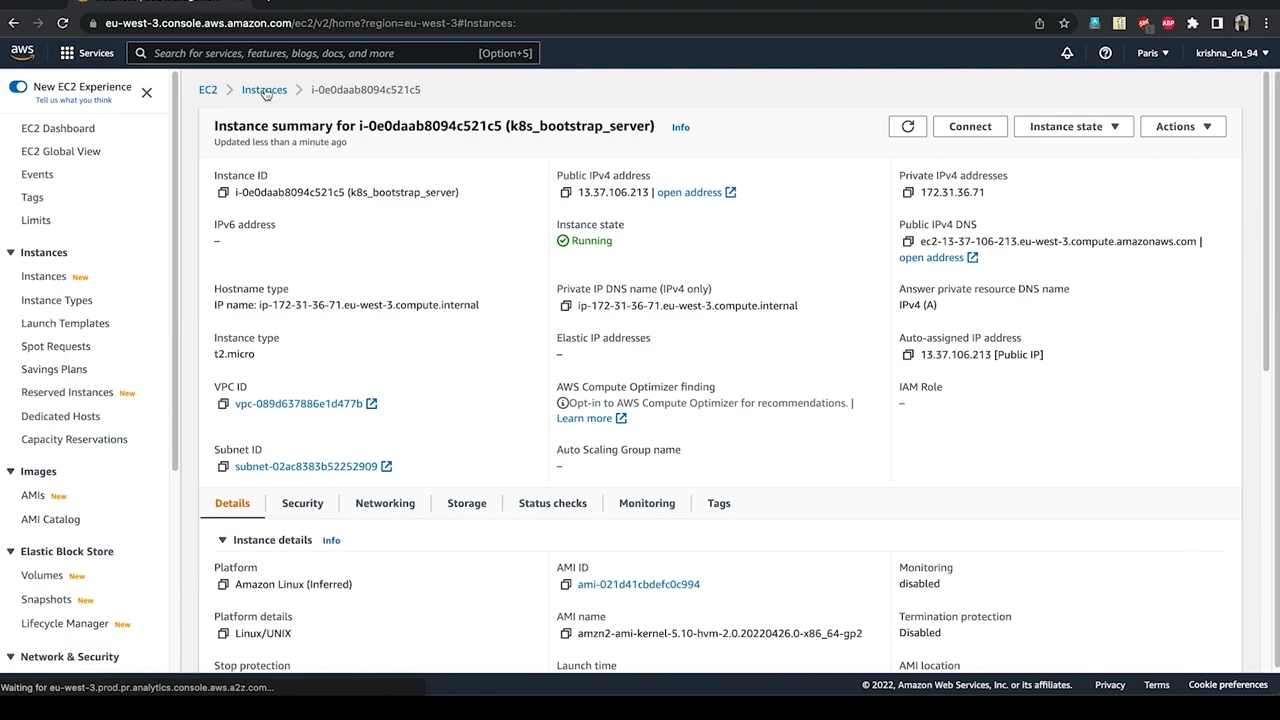 eu-west-3.console.aws.amazon.com/ec2/v2/home?region=eu-west-3#Instances:
ABP
aws
Services
Search for services, features, blogs, docs, and more
[Option+S]
Paris ▼
krishna_dn_94 ▼
New EC2 Experience
Tell us what you think
EC2 Dashboard
EC2 Global View
Events
Tags
Limits
Instances
Instances New
Instance Types
Launch Templates
Spot Requests
Savings Plans
Reserved Instances New
Dedicated Hosts
Capacity Reservations
Images
AMIs New
AMI Catalog
Elastic Block Store
Volumes New
Snapshots New
Lifecycle Manager New
Network & Security
EC2 > Instances > i-0e0daab8094c521c5
Instance summary for i-0e0daab8094c521c5 (k8s_bootstrap_server) Info
Updated less than a minute ago
Connect
Instance state ▼
Actions ▼
Instance ID
i-0e0daab8094c521c5 (k8s_bootstrap_server)
Public IPv4 address
13.37.106.213 | open address
Private IPv4 addresses
172.31.36.71
IPv6 address
–
Instance state
Running
Public IPv4 DNS
ec2-13-37-106-213.eu-west-3.compute.amazonaws.com |
open address
Hostname type
IP name: ip-172-31-36-71.eu-west-3.compute.internal
Private IP DNS name (IPv4 only)
ip-172-31-36-71.eu-west-3.compute.internal
Answer private resource DNS name
IPv4 (A)
Instance type
t2.micro
Elastic IP addresses
–
Auto-assigned IP address
13.37.106.213 [Public IP]
VPC ID
vpc-089d637886e1d477b
AWS Compute Optimizer finding
Opt-in to AWS Compute Optimizer for recommendations. |
Learn more
IAM Role
–
Subnet ID
subnet-02ac8383b52252909
Auto Scaling Group name
–
Details
Security
Networking
Storage
Status checks
Monitoring
Tags
Instance details Info
Platform
Amazon Linux (Inferred)
AMI ID
ami-021d41cbdefc0c994
Monitoring
disabled
Platform details
Linux/UNIX
AMI name
amzn2-ami-kernel-5.10-hvm-2.0.20220426.0-x86_64-gp2
Termination protection
Disabled
Stop protection
Launch time
AMI location
Waiting for eu-west-3.prod.pr.analytics.console.aws.a2z.com...
© 2022, Amazon Web Services, Inc. or its affiliates.
Privacy
Terms
Cookie preferences